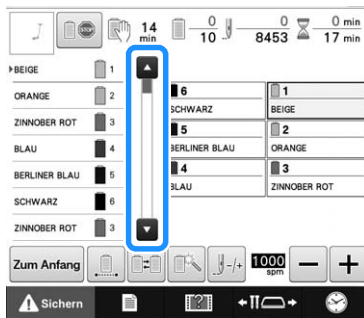 14 min 0 10 0 8453 0 min 17 min
BEIGE 1
ORANGE 2
ZINNOBER ROT 3
BLAU 4
BERLINER BLAU 5
SCHWARZ 6
ZINNOBER ROT 3
6 SCHWARZ
1 BEIGE
5 BERLINER BLAU
2 ORANGE
4 BLAU
3 ZINNOBER ROT
Zum Anfang -/+ 1000 spm − +
Sichern